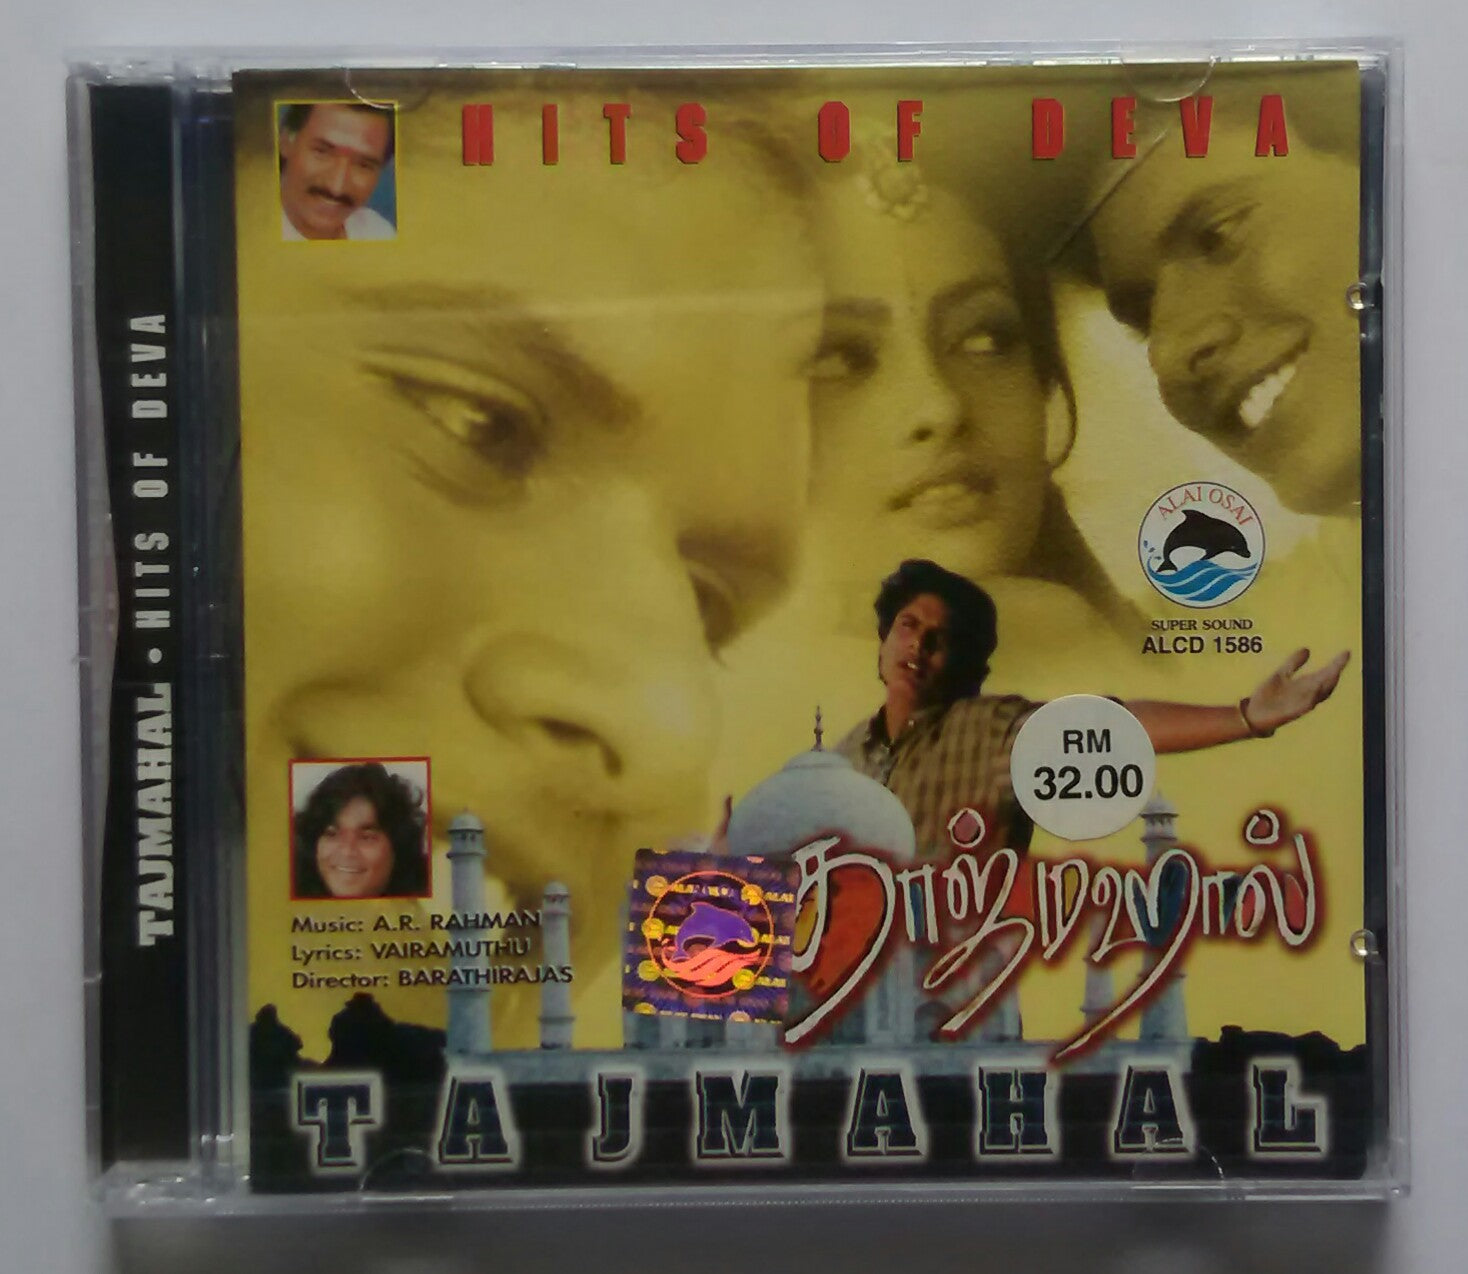 HITS OF DEVA
TAJMAHAL • HITS OF DEVA
ALAI OSAI
SUPER SOUND
ALCD 1586
RM
32.00
Music: A.R. RAHMAN
Lyrics: VAIRAMUTHU
Director: BARATHIRAJAS
தாஜ்மஹால்
TAJMAHAL